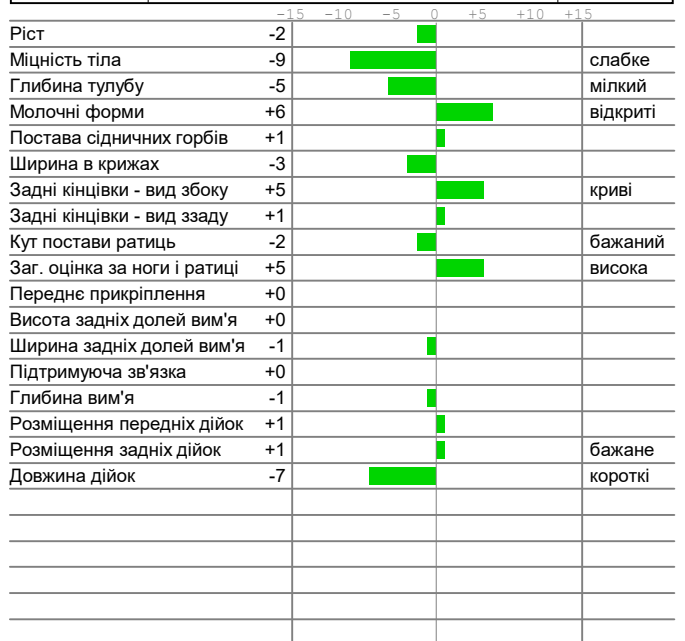 -15 -10 -5 0 +5 +10 +15
Ріст -2
Міцність тіла -9 слабке
Глибина тулубу -5 мілкий
Молочні форми +6 відкриті
Постава сідничних горбів +1
Ширина в крижах -3
Задні кінцівки - вид збоку +5 криві
Задні кінцівки - вид ззаду +1
Кут постави ратиць -2 бажаний
Заг. оцінка за ноги і ратиці +5 висока
Переднє прикріплення +0
Висота задніх долей вим'я +0
Ширина задніх долей вим'я -1
Підтримуюча зв'язка +0
Глибина вим'я -1
Розміщення передніх дійок +1
Розміщення задніх дійок +1 бажане
Довжина дійок -7 короткі